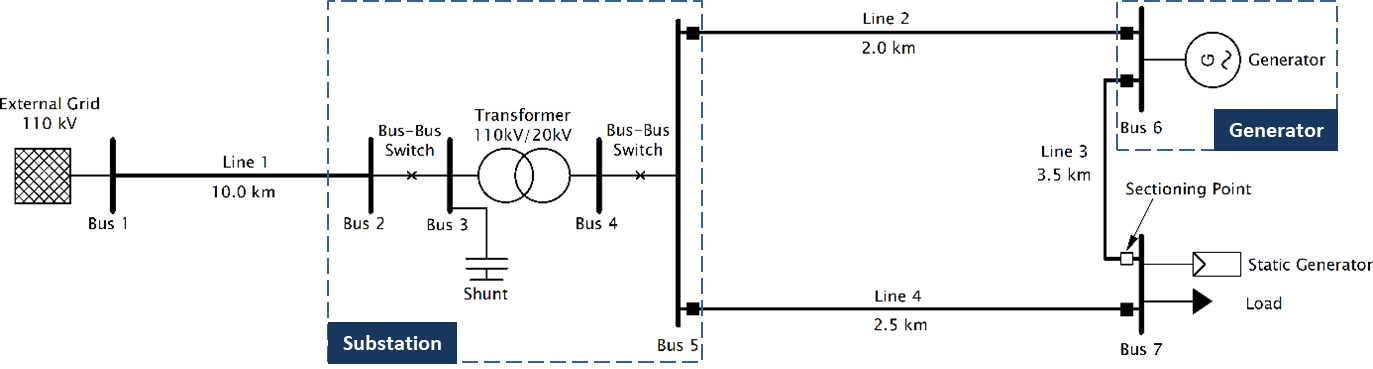 Line 2
2.0 km
G
Generator
Bus 6
Generator
External Grid
110 kV
Line 1
10.0 km
Bus 1
Bus-Bus
Switch
Transformer
110kV/20kV
Bus-Bus
Switch
Bus 2
Bus 3
Bus 4
Shunt
Substation
Bus 5
Line 3
3.5 km
Sectioning Point
Static Generator
Load
Line 4
2.5 km
Bus 7